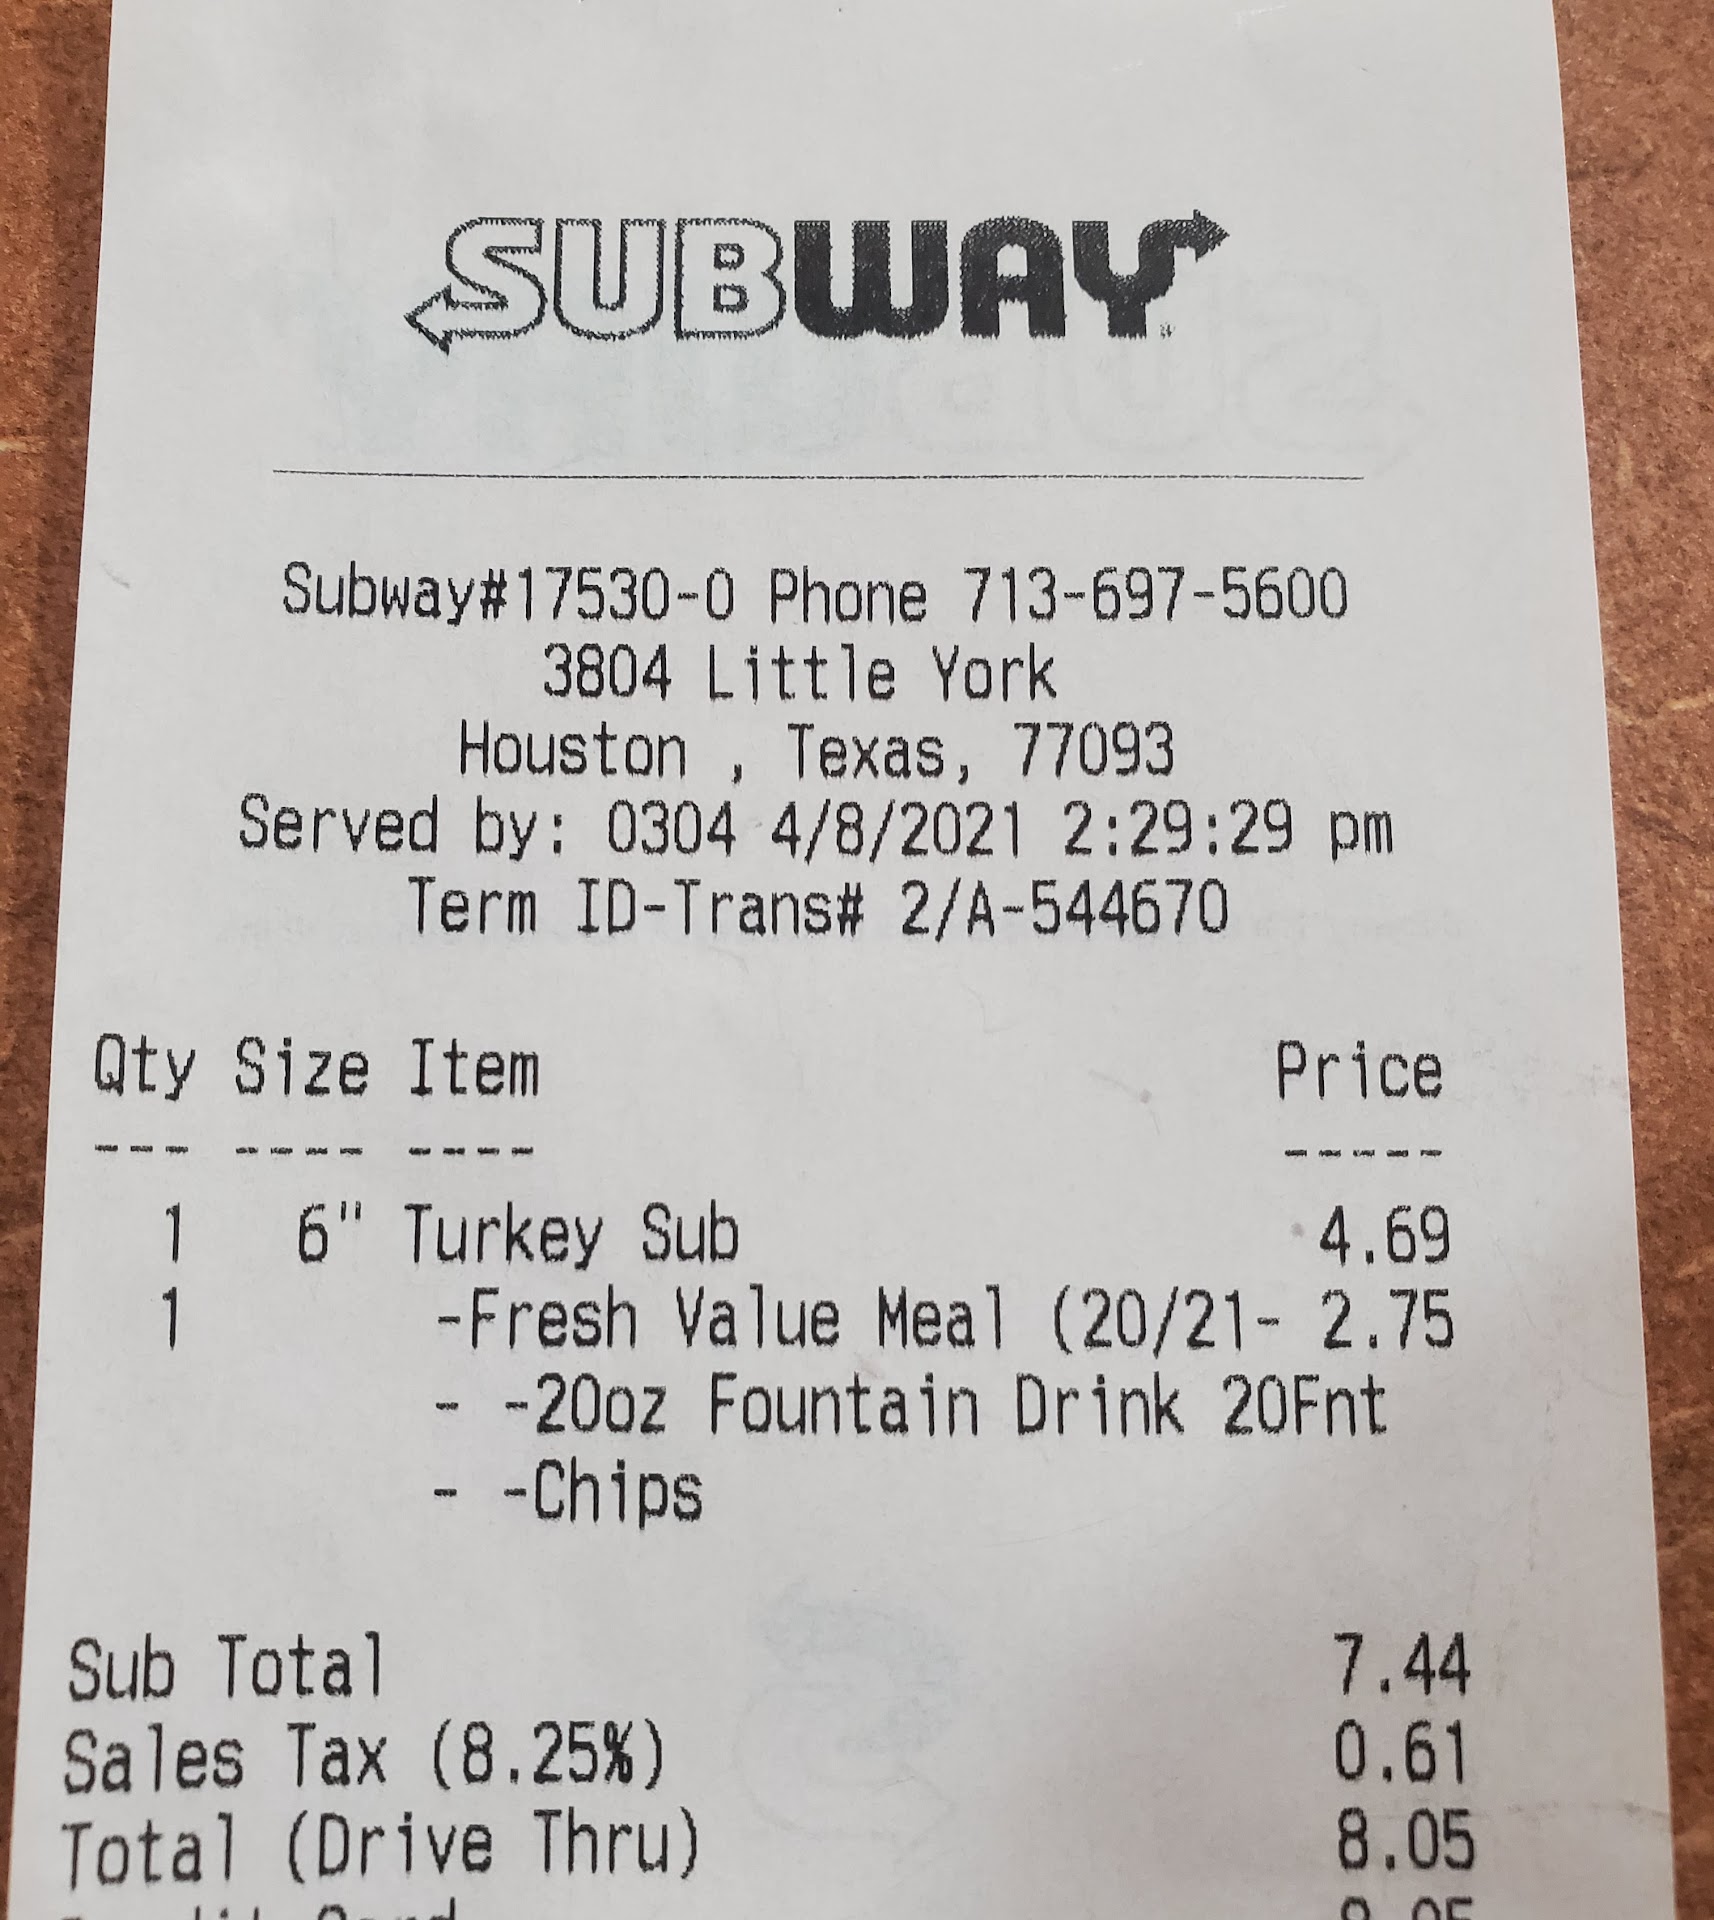 SUBWAY
Subway#17530-0 Phone 713-697-5600
3804 Little York
Houston , Texas, 77093
Served by: 0304 4/8/2021 2:29:29 pm
Term ID-Trans# 2/A-544670
Qty Size Item Price
--- ---- ---- -----
1 6" Turkey Sub 4.69
1 -Fresh Value Meal (20/21- 2.75
- -20oz Fountain Drink 20Fnt
- -Chips
Sub Total 7.44
Sales Tax (8.25%) 0.61
Total (Drive Thru) 8.05